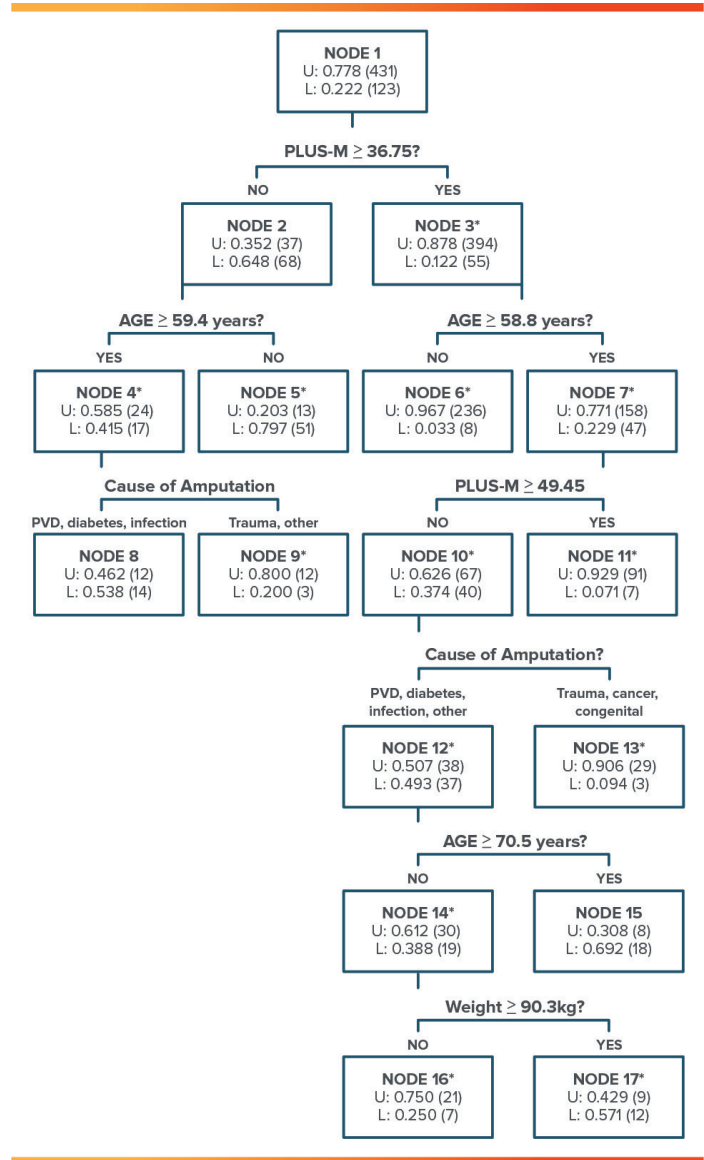 NODE 1
U: 0.778 (431)
L: 0.222 (123)
PLUS-M ≥ 36.75?
NO
YES
NODE 2
U: 0.352 (37)
L: 0.648 (68)
NODE 3*
U: 0.878 (394)
L: 0.122 (55)
AGE ≥ 59.4 years?
AGE ≥ 58.8 years?
YES
NO
NO
YES
NODE 4*
U: 0.585 (24)
L: 0.415 (17)
NODE 5*
U: 0.203 (13)
L: 0.797 (51)
NODE 6*
U: 0.967 (236)
L: 0.033 (8)
NODE 7*
U: 0.771 (158)
L: 0.229 (47)
Cause of Amputation
PLUS-M ≥ 49.45
PVD, diabetes, infection
Trauma, other
NO
YES
NODE 8
U: 0.462 (12)
L: 0.538 (14)
NODE 9*
U: 0.800 (12)
L: 0.200 (3)
NODE 10*
U: 0.626 (67)
L: 0.374 (40)
NODE 11*
U: 0.929 (91)
L: 0.071 (7)
Cause of Amputation?
PVD, diabetes,
infection, other
Trauma, cancer,
congenital
NODE 12*
U: 0.507 (38)
L: 0.493 (37)
NODE 13*
U: 0.906 (29)
L: 0.094 (3)
AGE ≥ 70.5 years?
NO
YES
NODE 14*
U: 0.612 (30)
L: 0.388 (19)
NODE 15
U: 0.308 (8)
L: 0.692 (18)
Weight ≥ 90.3kg?
NO
YES
NODE 16*
U: 0.750 (21)
L: 0.250 (7)
NODE 17*
U: 0.429 (9)
L: 0.571 (12)